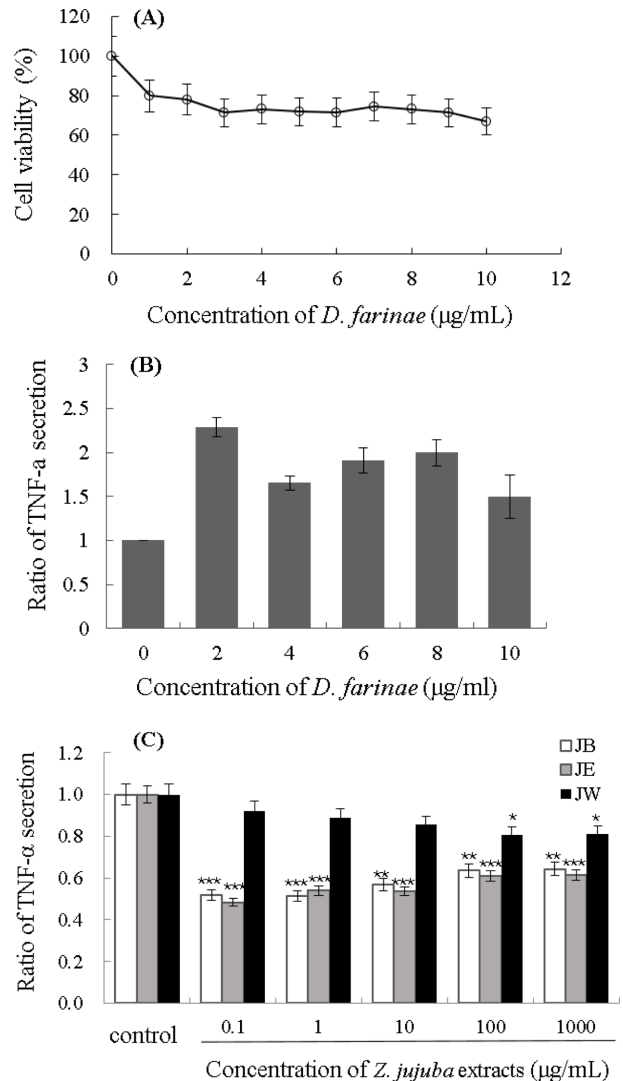 (A)
120
100
80
60
40
20
0
Cell viability (%)
0 2 4 6 8 10 12
Concentration of D. farinae (μg/mL)
(B)
3
2.5
2
1.5
1
0.5
0
Ratio of TNF-a secretion
0 2 4 6 8 10
Concentration of D. farinae (μg/ml)
(C)
JB
JE
JW
1.2
1.0
0.8
0.6
0.4
0.2
0.0
Ratio of TNF-α secretion
*** *** *** *** ** *** ** *** * ** *** *
control 0.1 1 10 100 1000
Concentration of Z. jujuba extracts (μg/mL)